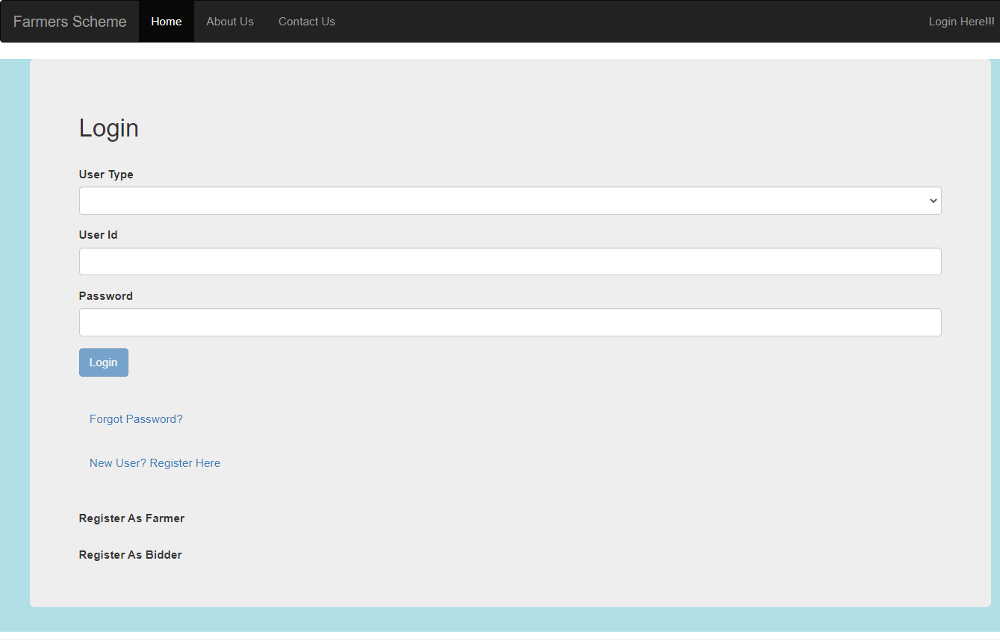 Farmers Scheme Home About Us Contact Us Login Here!!!
Login
User Type
User Id
Password
Login
Forgot Password?
New User? Register Here
Register As Farmer
Register As Bidder